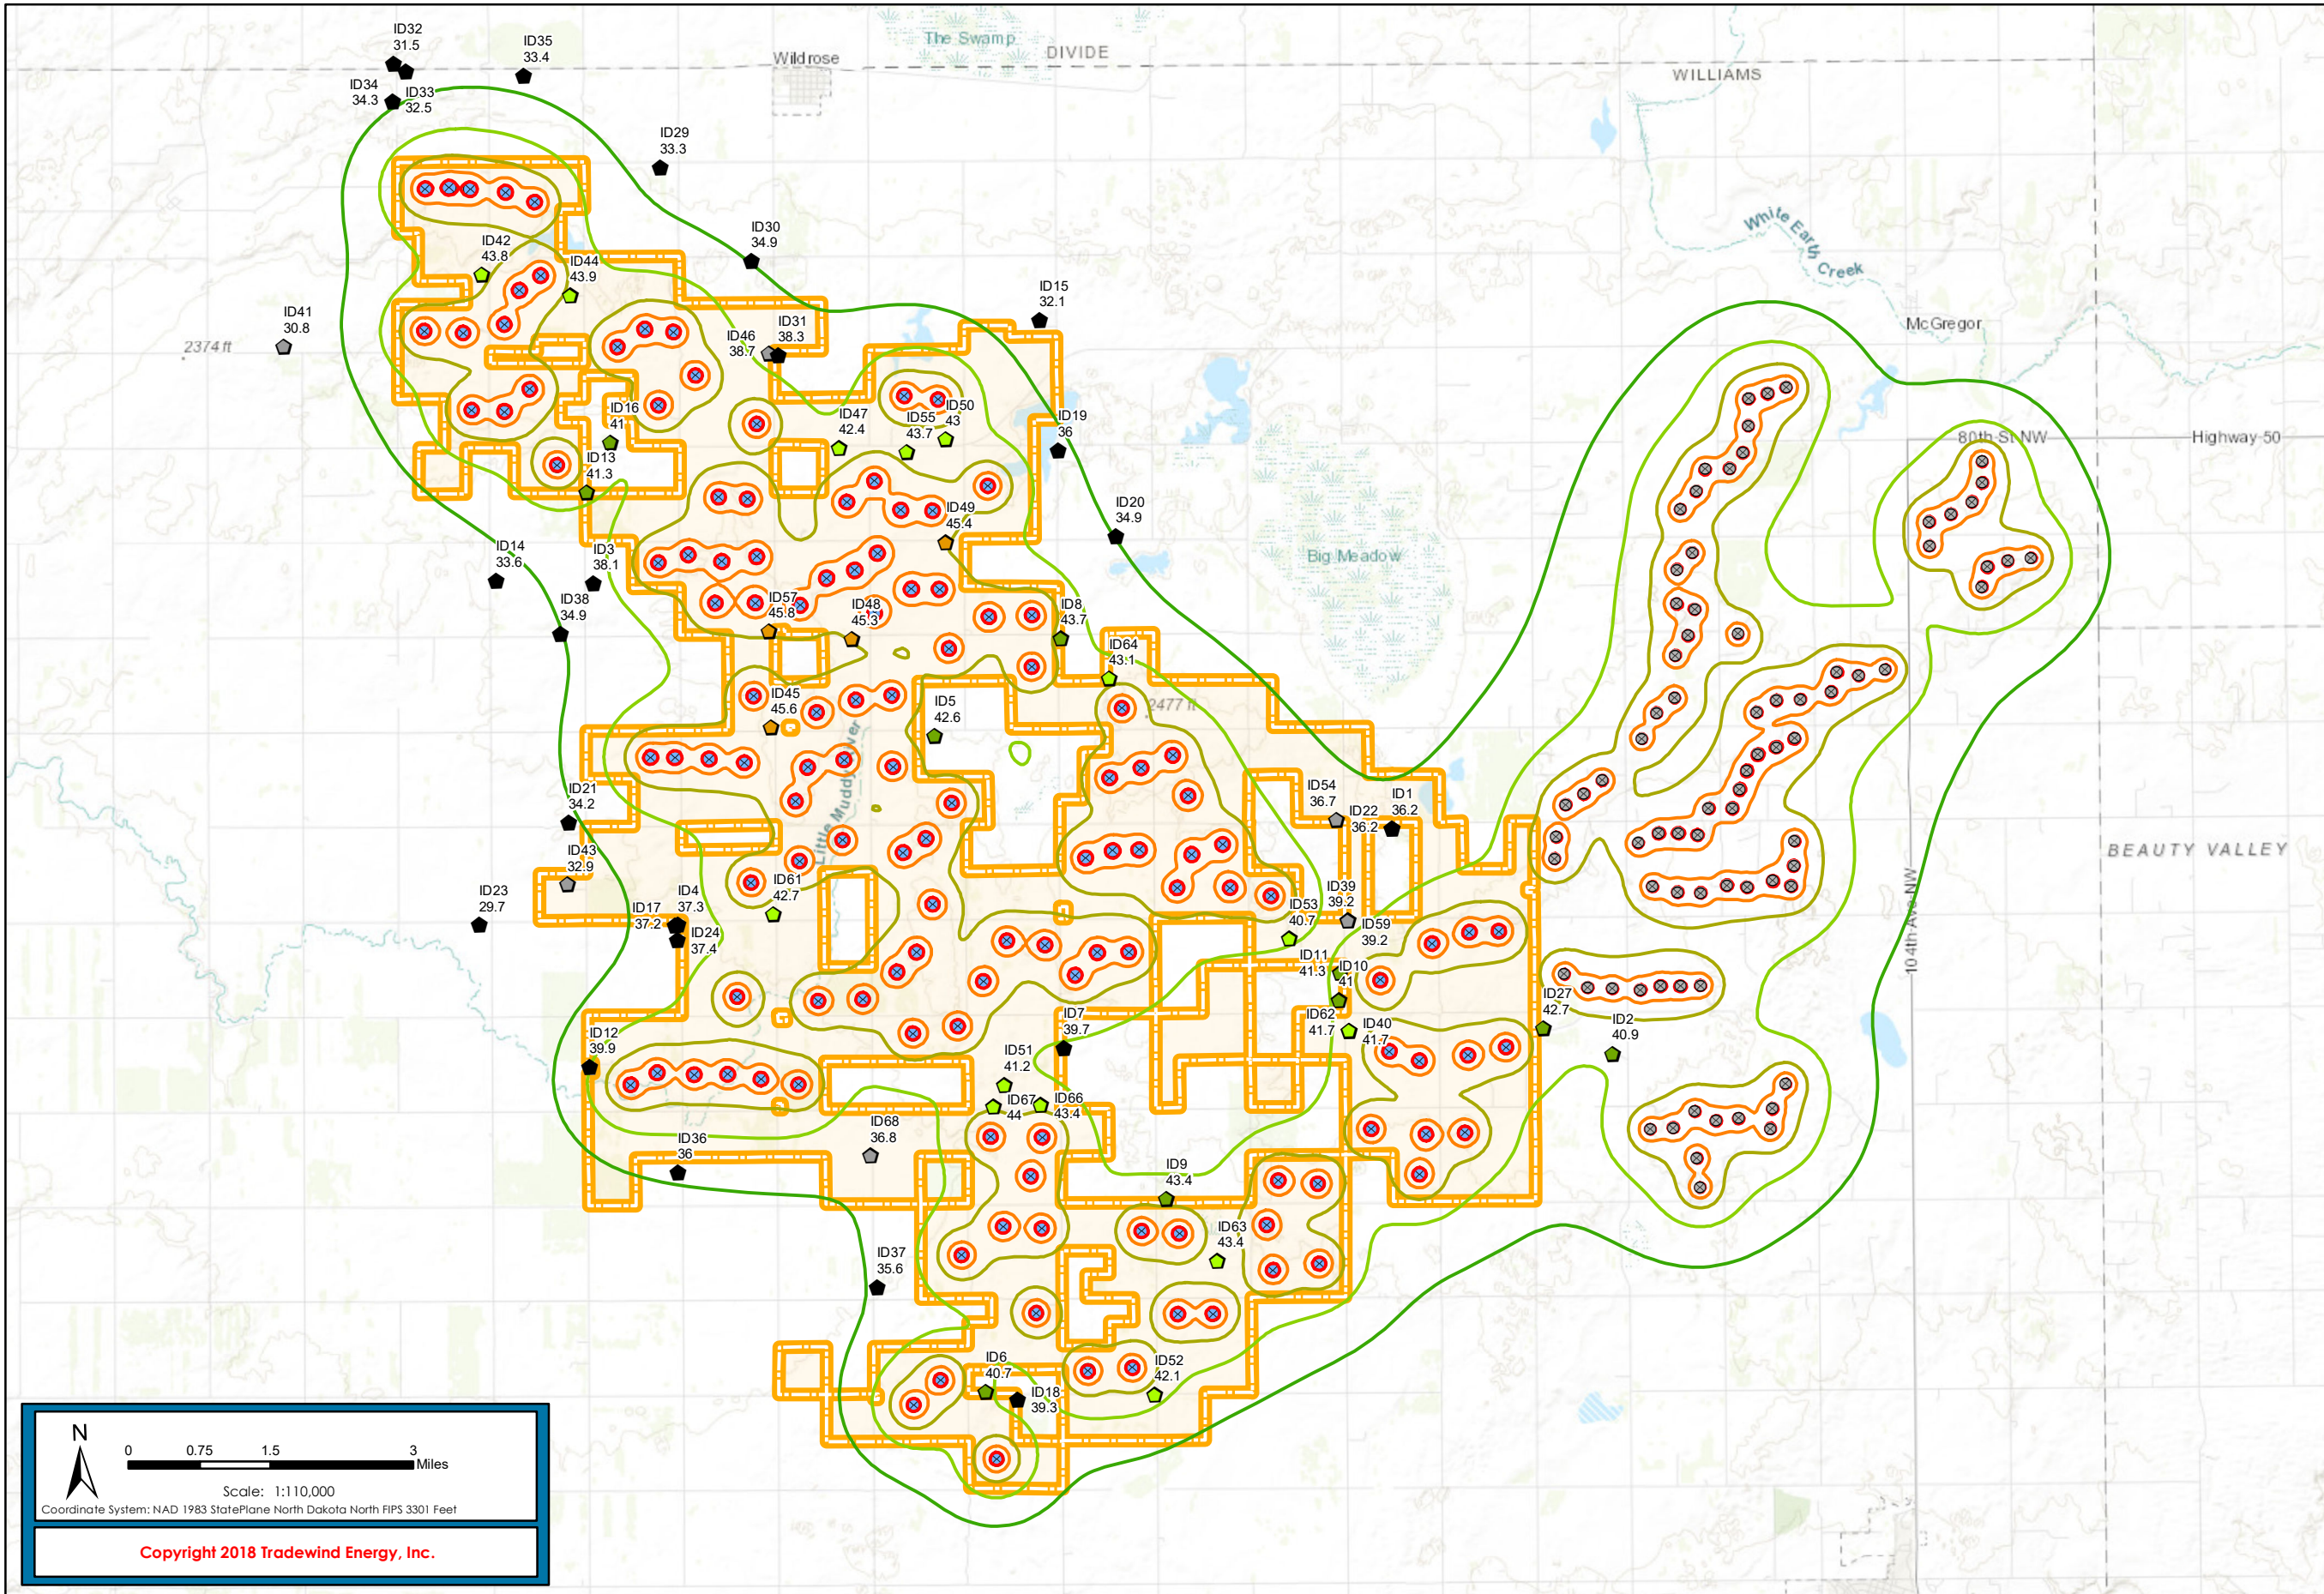 ID32
31.5
ID35
33.4
The Swamp
DIVIDE
Wildrose
WILLIAMS
ID34
34.3
ID33
32.5
ID29
33.3
White Earth
Creek
ID30
34.9
ID42
43.8
ID44
43.9
ID15
32.1
ID41
30.8
2374 ft
ID46
38.7
ID31
38.3
McGregor
ID16
41
ID47
42.4
ID55
43.7
ID50
43
ID19
36
80th St NW
Highway 50
ID13
41.3
ID49
45.4
ID20
34.9
ID14
33.6
ID3
38.1
Big Meadow
ID38
34.9
ID57
45.8
ID48
45.3
ID8
43.7
ID64
43.1
ID45
45.6
ID5
42.6
2477 ft
Little Muddy River
ID21
34.2
ID54
36.7
ID22
36.2
ID1
36.2
ID43
32.9
BEAUTY VALLEY
ID23
29.7
ID17
37.2
ID4
37.3
ID61
42.7
ID24
37.4
ID39
39.2
ID53
40.7
ID59
39.2
104th Ave NW
ID11
41.3
ID10
41
ID12
39.9
ID7
39.7
ID62
41.7
ID40
41.7
ID27
42.7
ID2
40.9
ID51
41.2
ID67
44
ID66
43.4
ID68
36.8
ID36
36
ID9
43.4
ID63
43.4
ID37
35.6
ID6
40.7
ID18
39.3
ID52
42.1
N
0 0.75 1.5 3
Miles
Scale: 1:110,000
Coordinate System: NAD 1983 StatePlane North Dakota North FIPS 3301 Feet
Copyright 2018 Tradewind Energy, Inc.